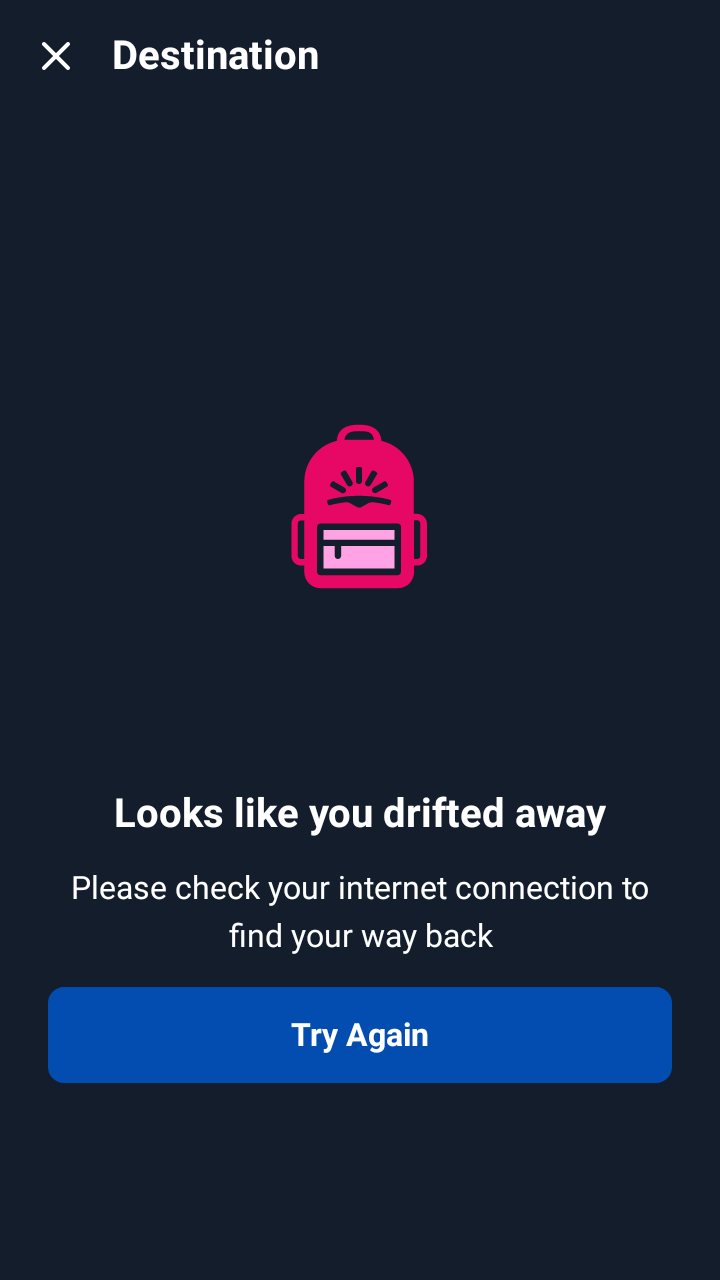 Destination
Looks like you drifted away
Please check your internet connection to
find your way back
Try Again